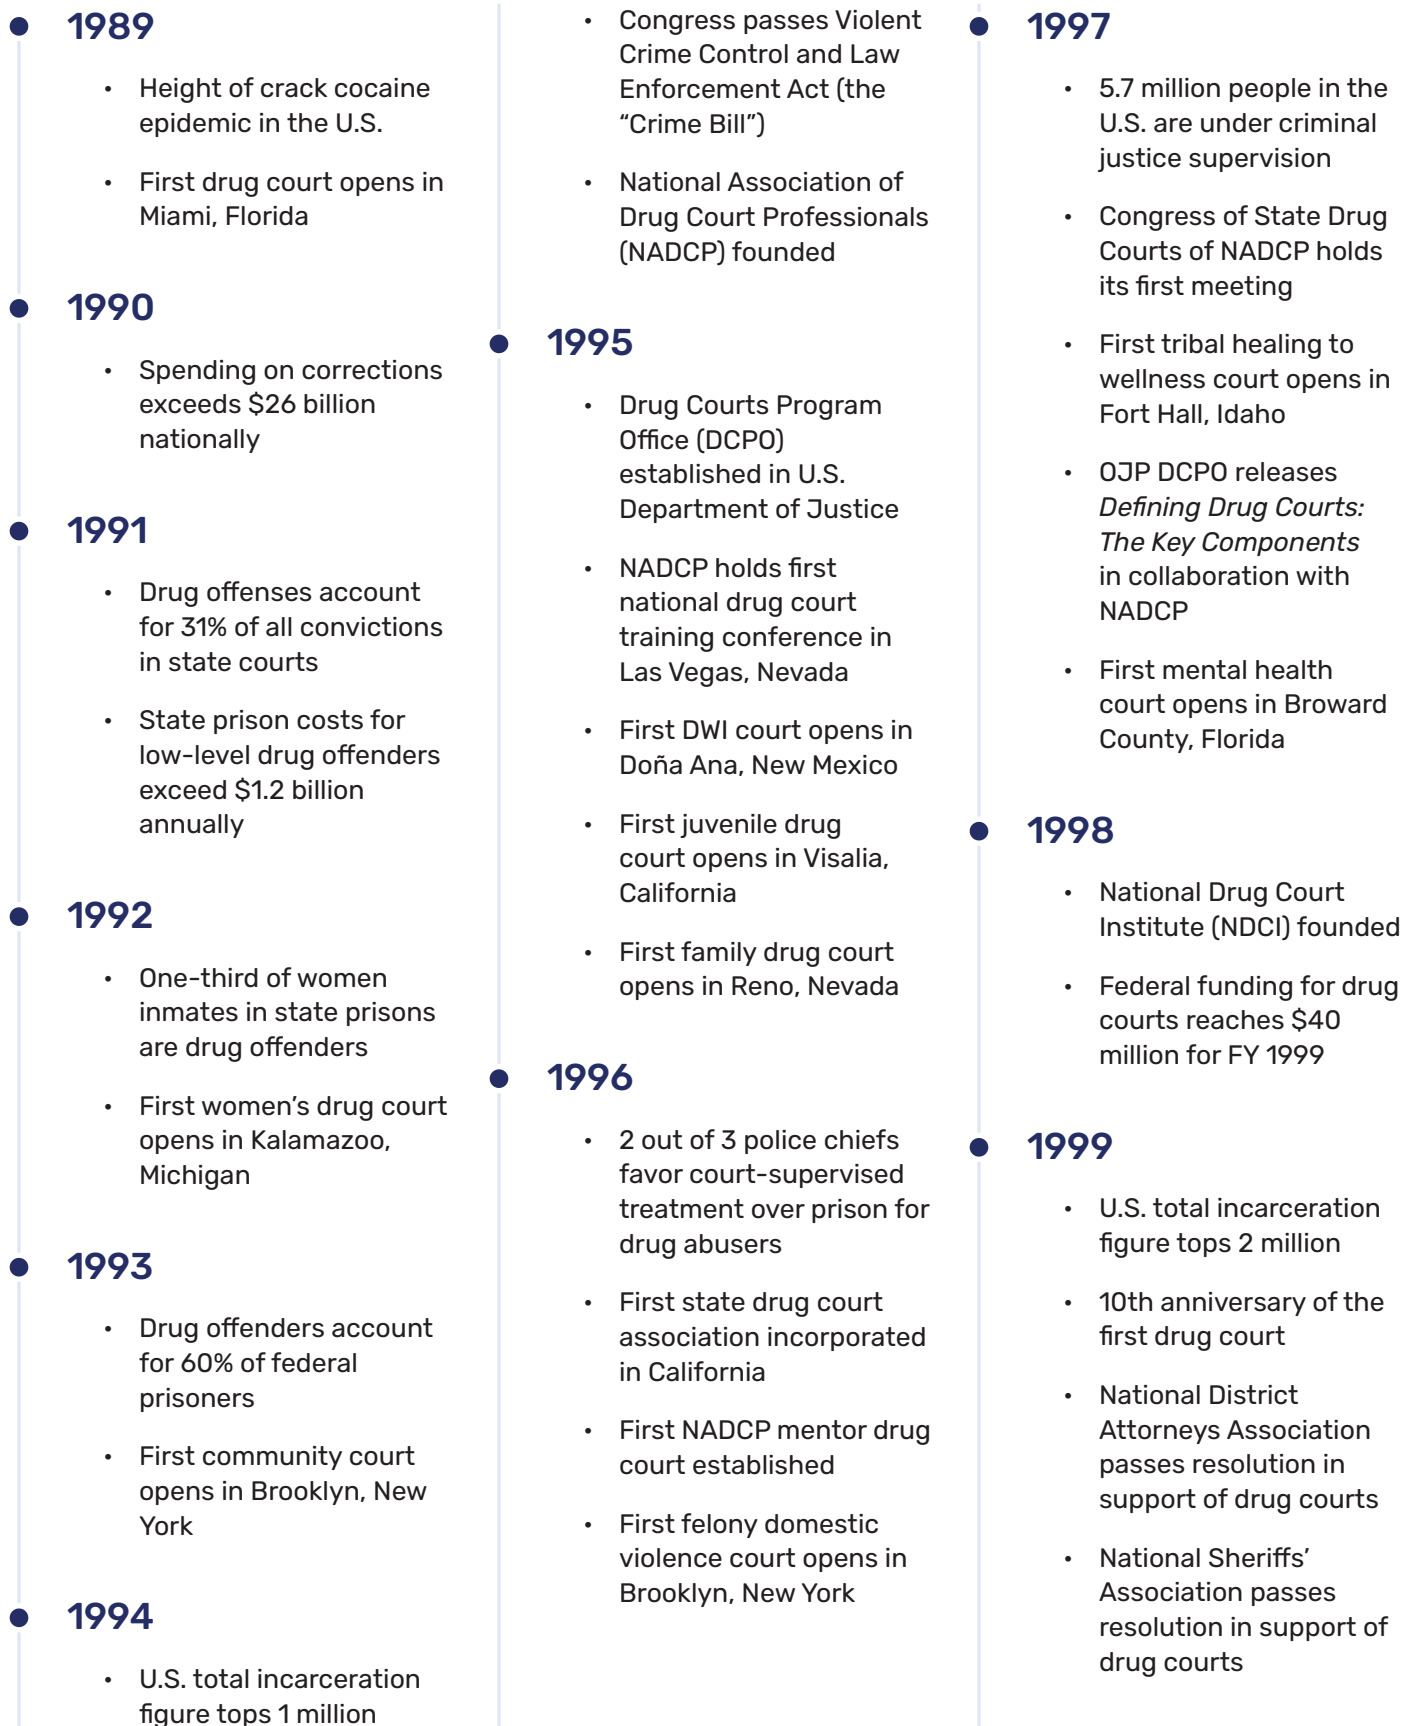 1989
• Height of crack cocaine
epidemic in the U.S.
• First drug court opens in
Miami, Florida
1990
• Spending on corrections
exceeds $26 billion
nationally
1991
• Drug offenses account
for 31% of all convictions
in state courts
• State prison costs for
low-level drug offenders
exceed $1.2 billion
annually
1992
• One-third of women
inmates in state prisons
are drug offenders
• First women’s drug court
opens in Kalamazoo,
Michigan
1993
• Drug offenders account
for 60% of federal
prisoners
• First community court
opens in Brooklyn, New
York
1994
• U.S. total incarceration
figure tops 1 million
• Congress passes Violent
Crime Control and Law
Enforcement Act (the
“Crime Bill”)
• National Association of
Drug Court Professionals
(NADCP) founded
1995
• Drug Courts Program
Office (DCPO)
established in U.S.
Department of Justice
• NADCP holds first
national drug court
training conference in
Las Vegas, Nevada
• First DWI court opens in
Doña Ana, New Mexico
• First juvenile drug
court opens in Visalia,
California
• First family drug court
opens in Reno, Nevada
1996
• 2 out of 3 police chiefs
favor court-supervised
treatment over prison for
drug abusers
• First state drug court
association incorporated
in California
• First NADCP mentor drug
court established
• First felony domestic
violence court opens in
Brooklyn, New York
1997
• 5.7 million people in the
U.S. are under criminal
justice supervision
• Congress of State Drug
Courts of NADCP holds
its first meeting
• First tribal healing to
wellness court opens in
Fort Hall, Idaho
• OJP DCPO releases
Defining Drug Courts:
The Key Components
in collaboration with
NADCP
• First mental health
court opens in Broward
County, Florida
1998
• National Drug Court
Institute (NDCI) founded
• Federal funding for drug
courts reaches $40
million for FY 1999
1999
• U.S. total incarceration
figure tops 2 million
• 10th anniversary of the
first drug court
• National District
Attorneys Association
passes resolution in
support of drug courts
• National Sheriffs’
Association passes
resolution in support of
drug courts